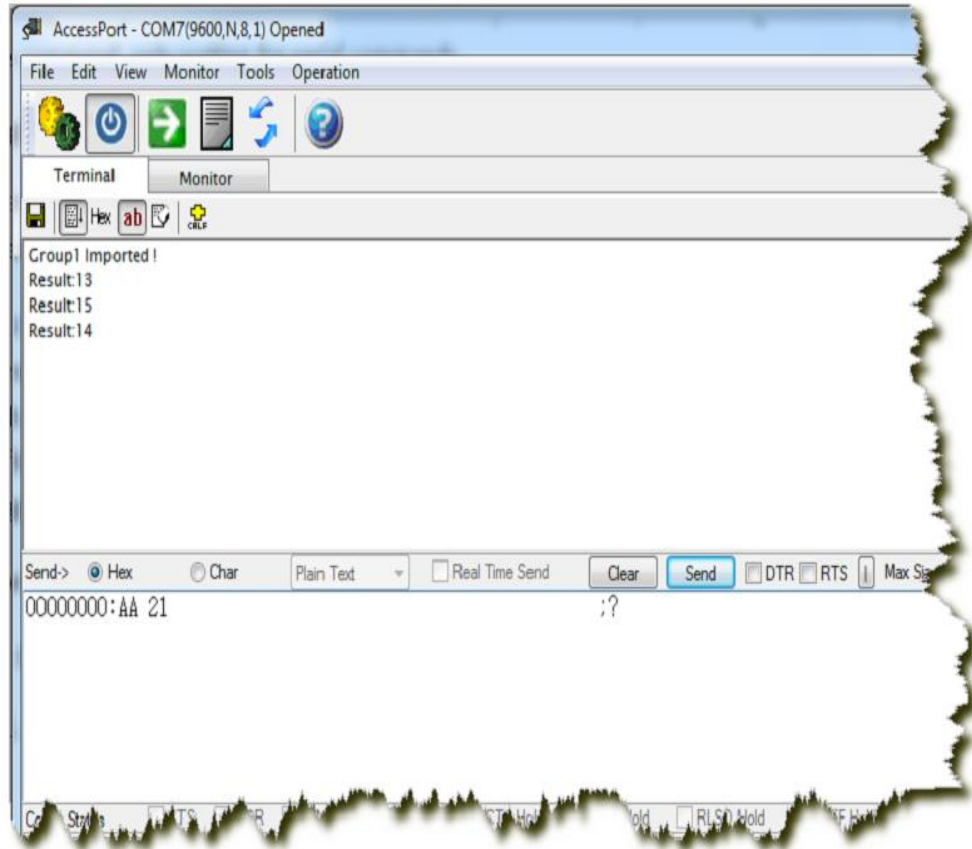 AccessPort - COM7(9600,N,8,1) Opened
File Edit View Monitor Tools Operation
Terminal Monitor
Hex ab CRLF
Group1 Imported !
Result:13
Result:15
Result:14
Send-> Hex Char Plain Text Real Time Send Clear Send DTR RTS Max
00000000:AA 21 ;?
Hold